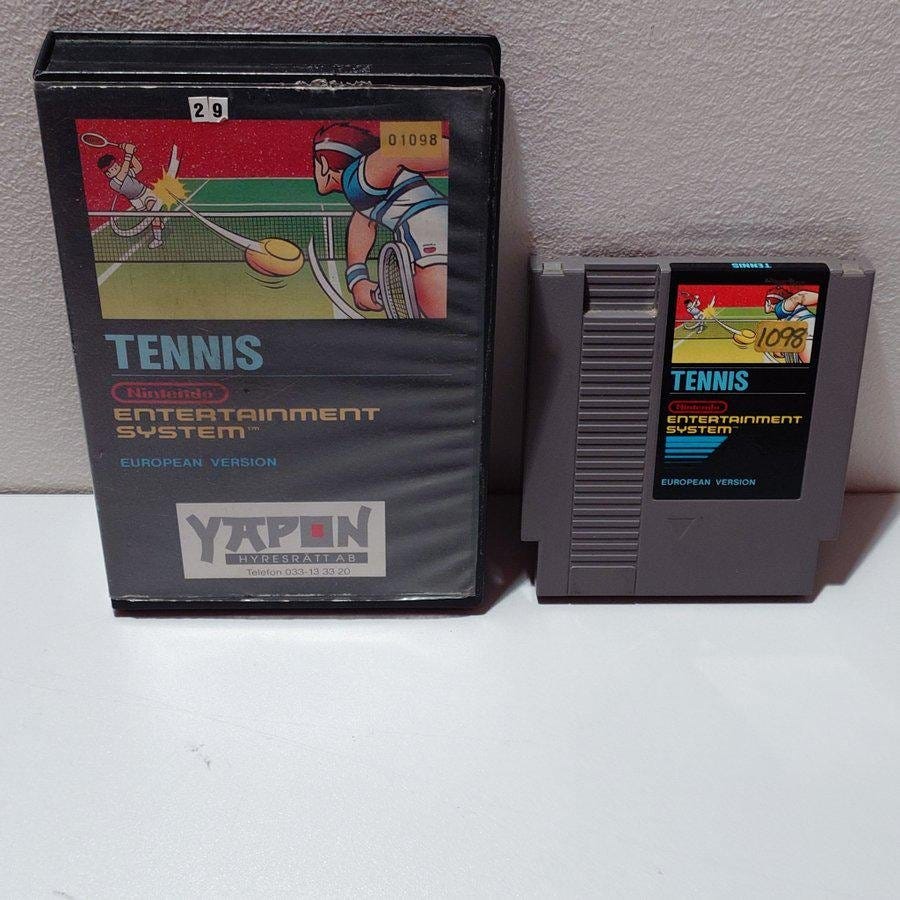 29
01098
TENNIS
Nintendo
ENTERTAINMENT
SYSTEM™
EUROPEAN VERSION
YAPON
HYRESRÄTT AB
Telefon 033-13 33 20
TENNIS
1098
TENNIS
Nintendo
ENTERTAINMENT
SYSTEM™
EUROPEAN VERSION